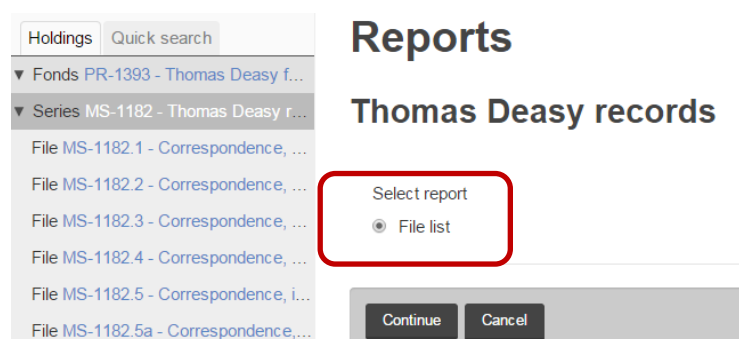 Holdings Quick search
▼ Fonds PR-1393 - Thomas Deasy f...
▼ Series MS-1182 - Thomas Deasy r...
File MS-1182.1 - Correspondence, ...
File MS-1182.2 - Correspondence, ...
File MS-1182.3 - Correspondence, ...
File MS-1182.4 - Correspondence, ...
File MS-1182.5 - Correspondence, i...
File MS-1182.5a - Correspondence,...
Reports
Thomas Deasy records
Select report
File list
Continue Cancel